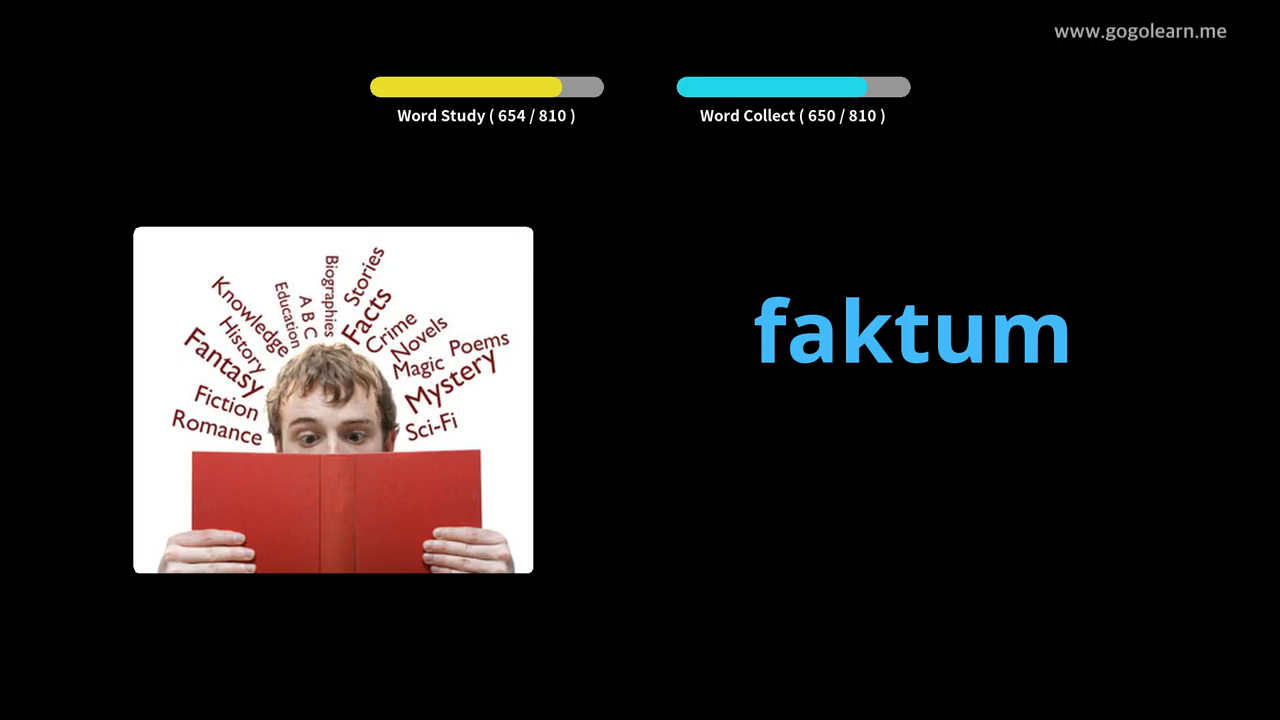 www.gogolearn.me
Word Study ( 654 / 810 )
Word Collect ( 650 / 810 )
Knowledge
Education
A B C
Biographies
Stories
Facts
Crime
Novels
Poems
History
Magic
Fantasy
Mystery
Fiction
Romance
Sci-Fi
faktum